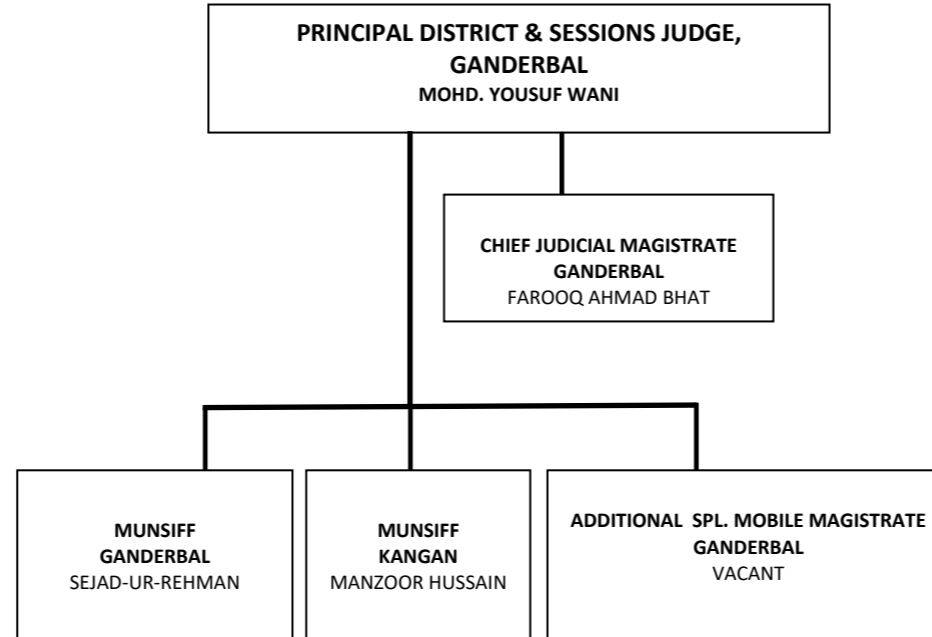 PRINCIPAL DISTRICT & SESSIONS JUDGE,
GANDERBAL
MOHD. YOUSUF WANI
CHIEF JUDICIAL MAGISTRATE
GANDERBAL
FAROOQ AHMAD BHAT
MUNSIFF
GANDERBAL
SEJAD-UR-REHMAN
MUNSIFF
KANGAN
MANZOOR HUSSAIN
ADDITIONAL SPL. MOBILE MAGISTRATE
GANDERBAL
VACANT